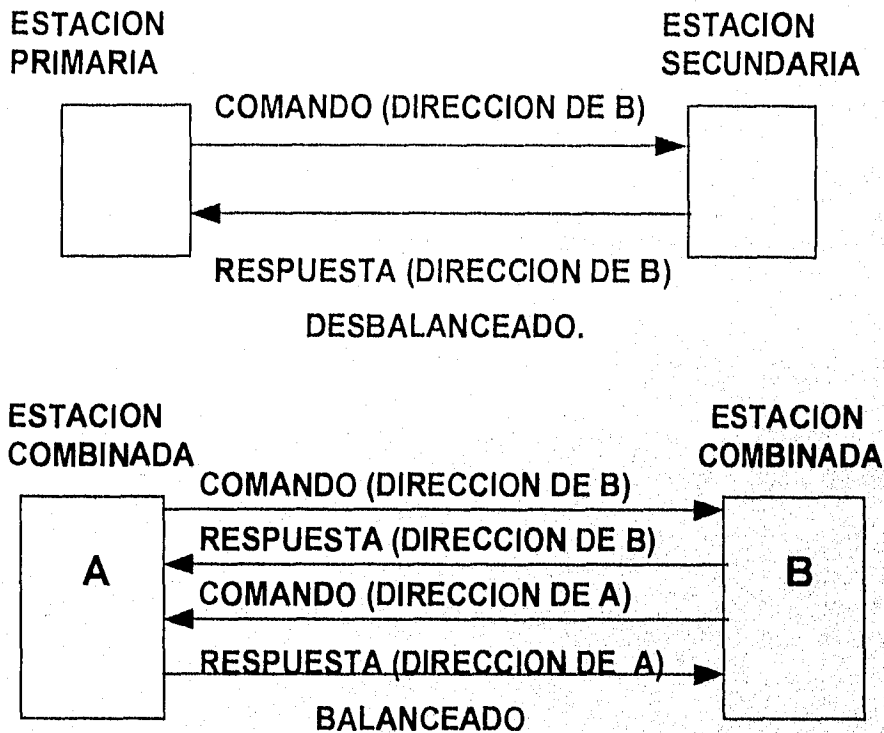 ESTACION
PRIMARIA
ESTACION
SECUNDARIA
COMANDO (DIRECCION DE B)
RESPUESTA (DIRECCION DE B)
DESBALANCEADO.
ESTACION
COMBINADA
ESTACION
COMBINADA
COMANDO (DIRECCION DE B)
RESPUESTA (DIRECCION DE B)
A
B
COMANDO (DIRECCION DE A)
RESPUESTA (DIRECCION DE A)
BALANCEADO